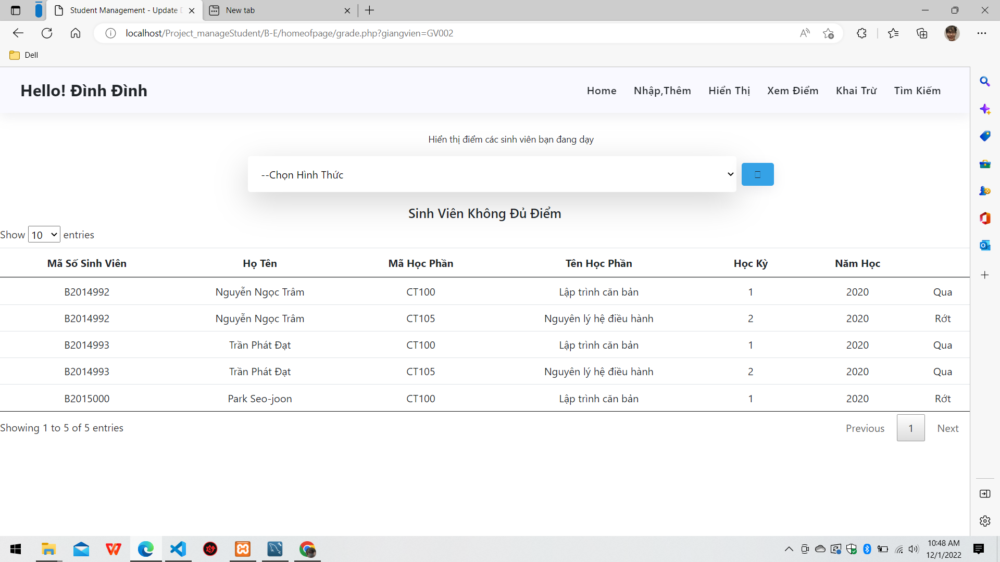 Student Management - Update D
New tab
localhost/Project_manageStudent/B-E/homeofpage/grade.php?giangvien=GV002
Dell
Hello! Đình Đình
Home Nhập,Thêm Hiển Thị Xem Điểm Khai Trừ Tìm Kiếm
Hiển thị điểm các sinh viên bạn đang dạy
--Chọn Hình Thức
Sinh Viên Không Đủ Điểm
Show 10 entries
Mã Số Sinh Viên Họ Tên Mã Học Phần Tên Học Phần Học Kỳ Năm Học
B2014992 Nguyễn Ngọc Trâm CT100 Lập trình căn bản 1 2020 Qua
B2014992 Nguyễn Ngọc Trâm CT105 Nguyên lý hệ điều hành 2 2020 Rớt
B2014993 Trần Phát Đạt CT100 Lập trình căn bản 1 2020 Qua
B2014993 Trần Phát Đạt CT105 Nguyên lý hệ điều hành 2 2020 Qua
B2015000 Park Seo-joon CT100 Lập trình căn bản 1 2020 Rớt
Showing 1 to 5 of 5 entries
Previous 1 Next
10:48 AM
12/1/2022